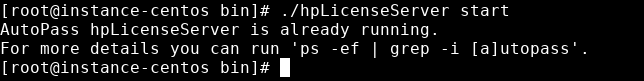 [root@instance-centos bin]# ./hpLicenseServer start
AutoPass hpLicenseServer is already running.
For more details you can run 'ps -ef | grep -i [a]utopass'.
[root@instance-centos bin]#